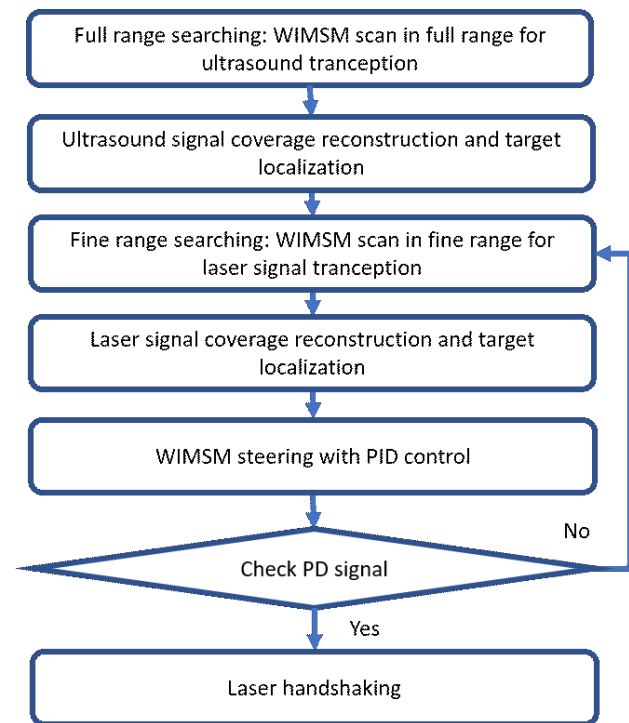 Full range searching: WIMSM scan in full range for
ultrasound tranception
Ultrasound signal coverage reconstruction and target
localization
Fine range searching: WIMSM scan in fine range for
laser signal tranception
Laser signal coverage reconstruction and target
localization
WIMSM steering with PID control
No
Check PD signal
Yes
Laser handshaking